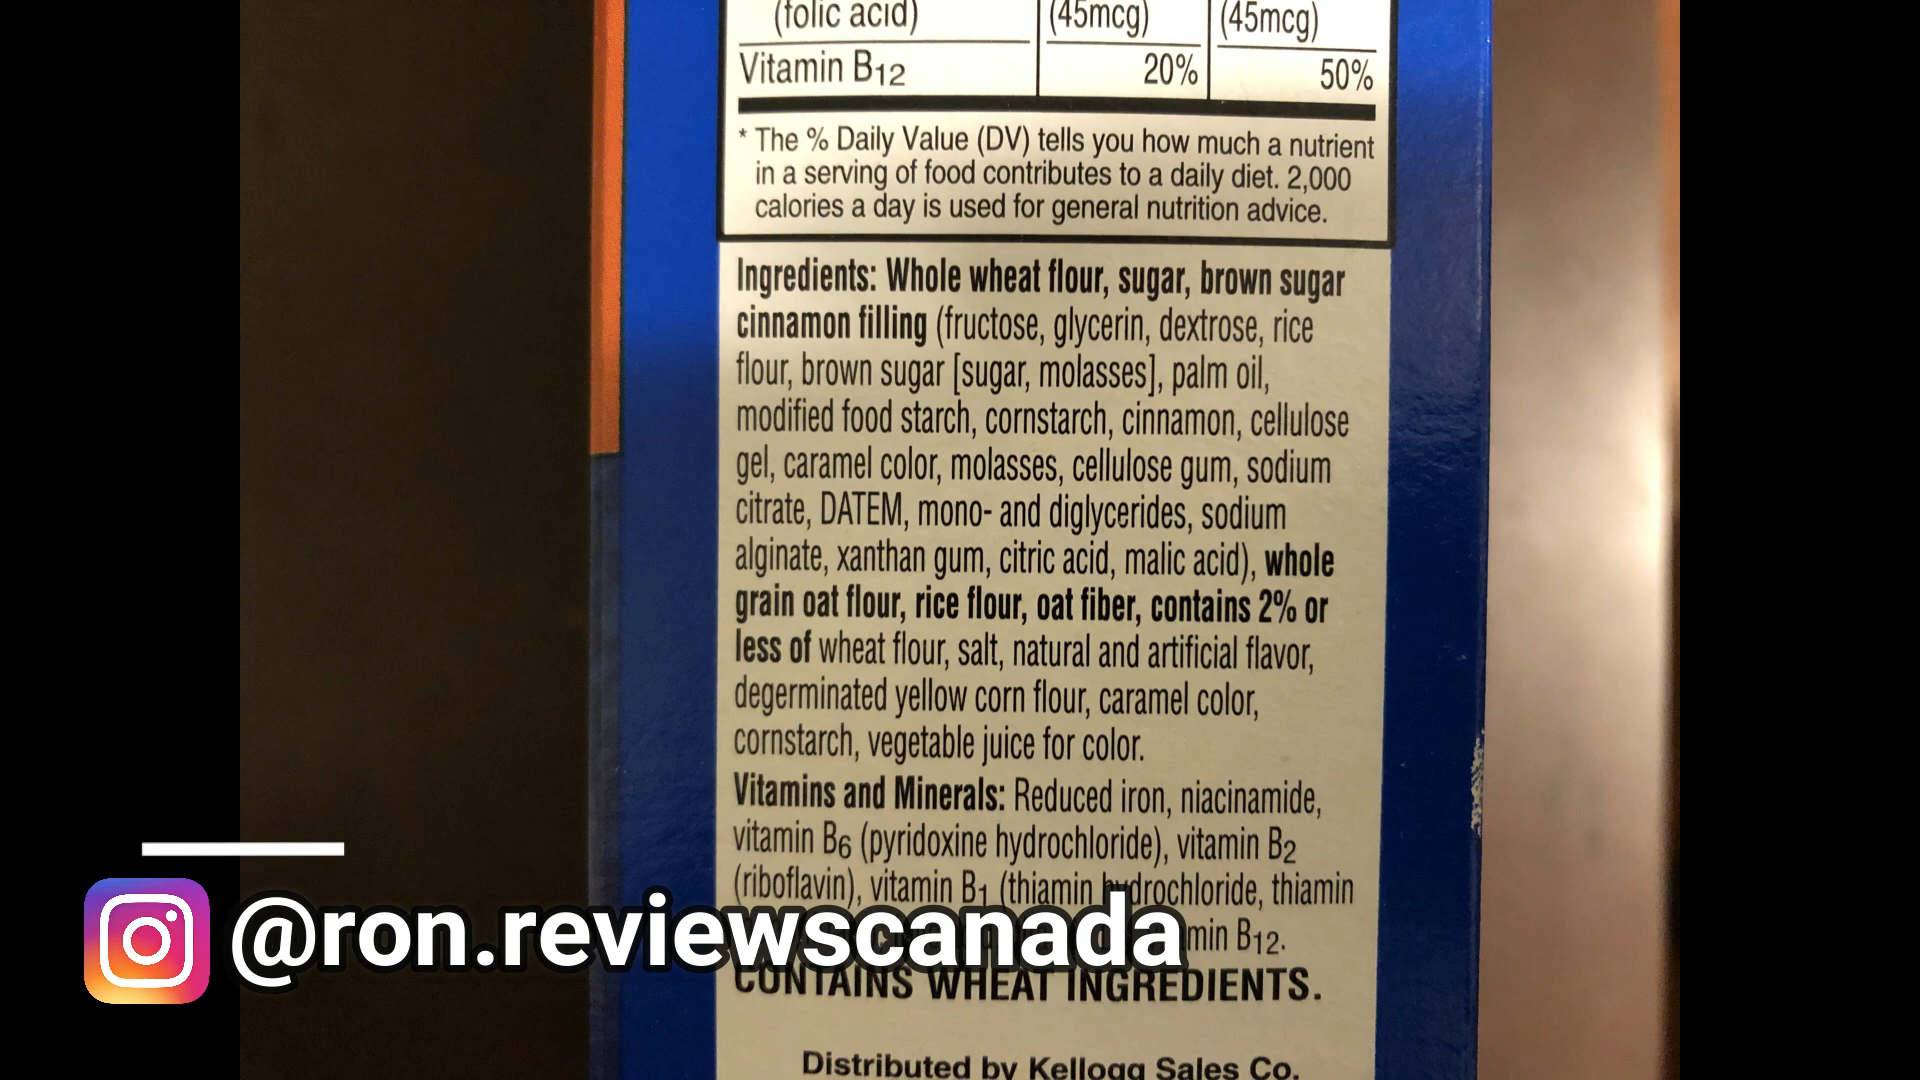 (folic acid) (45mcg) (45mcg)
Vitamin B12 20% 50%
* The % Daily Value (DV) tells you how much a nutrient
in a serving of food contributes to a daily diet. 2,000
calories a day is used for general nutrition advice.
Ingredients: Whole wheat flour, sugar, brown sugar
cinnamon filling (fructose, glycerin, dextrose, rice
flour, brown sugar [sugar, molasses], palm oil,
modified food starch, cornstarch, cinnamon, cellulose
gel, caramel color, molasses, cellulose gum, sodium
citrate, DATEM, mono- and diglycerides, sodium
alginate, xanthan gum, citric acid, malic acid), whole
grain oat flour, rice flour, oat fiber, contains 2% or
less of wheat flour, salt, natural and artificial flavor,
degerminated yellow corn flour, caramel color,
cornstarch, vegetable juice for color.
Vitamins and Minerals: Reduced iron, niacinamide,
vitamin B6 (pyridoxine hydrochloride), vitamin B2
(riboflavin), vitamin B1 (thiamin hydrochloride, thiamin
B12.
CONTAINS WHEAT INGREDIENTS.
Distributed by Kellogg Sales Co.
@ron.reviewscanada